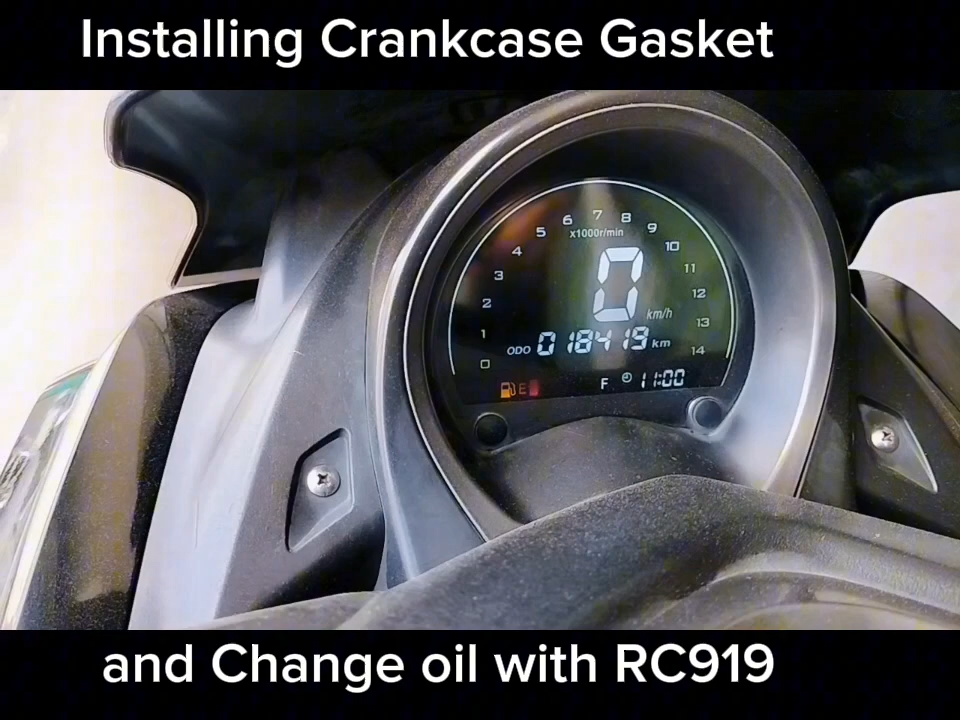 Installing Crankcase Gasket
0 1 2 3 4 5 6 7 8 9 10 11 12 13 14
x1000r/min
0
km/h
ODO 018419 km
E F 11:00
and Change oil with RC919